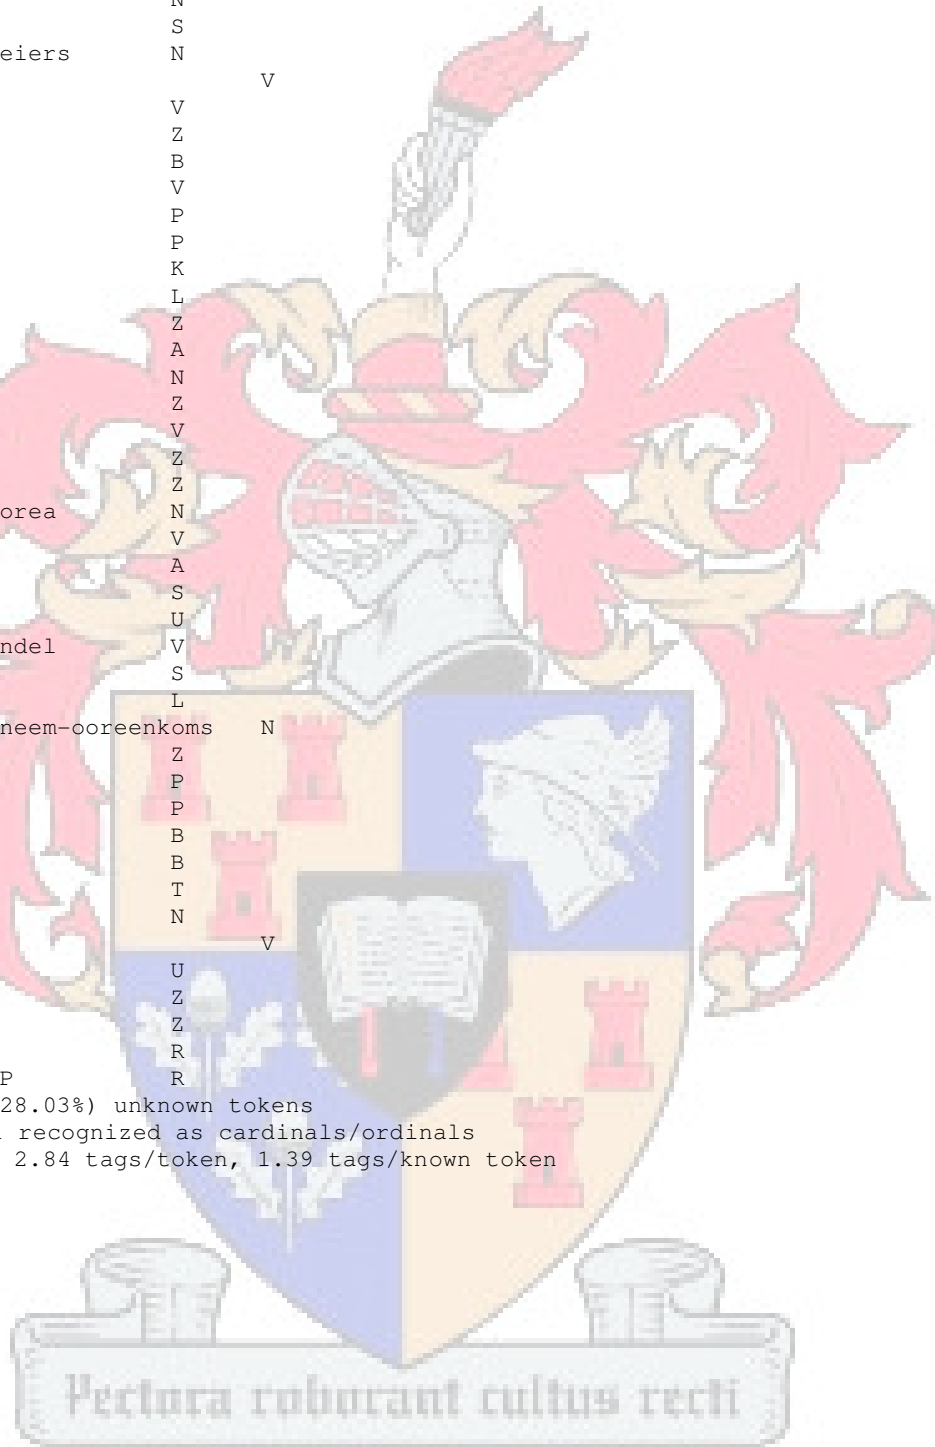 N
S
eiers N
V
V
Z
B
V
P
P
K
L
Z
A
N
Z
V
Z
Z
orea N
V
A
S
U
ndel V
S
L
neem-ooreenkoms N
Z
P
P
B
B
T
N
V
U
Z
Z
R
P R
28.03%) unknown tokens
recognized as cardinals/ordinals
2.84 tags/token, 1.39 tags/known token
Pectora roborant cultus recti